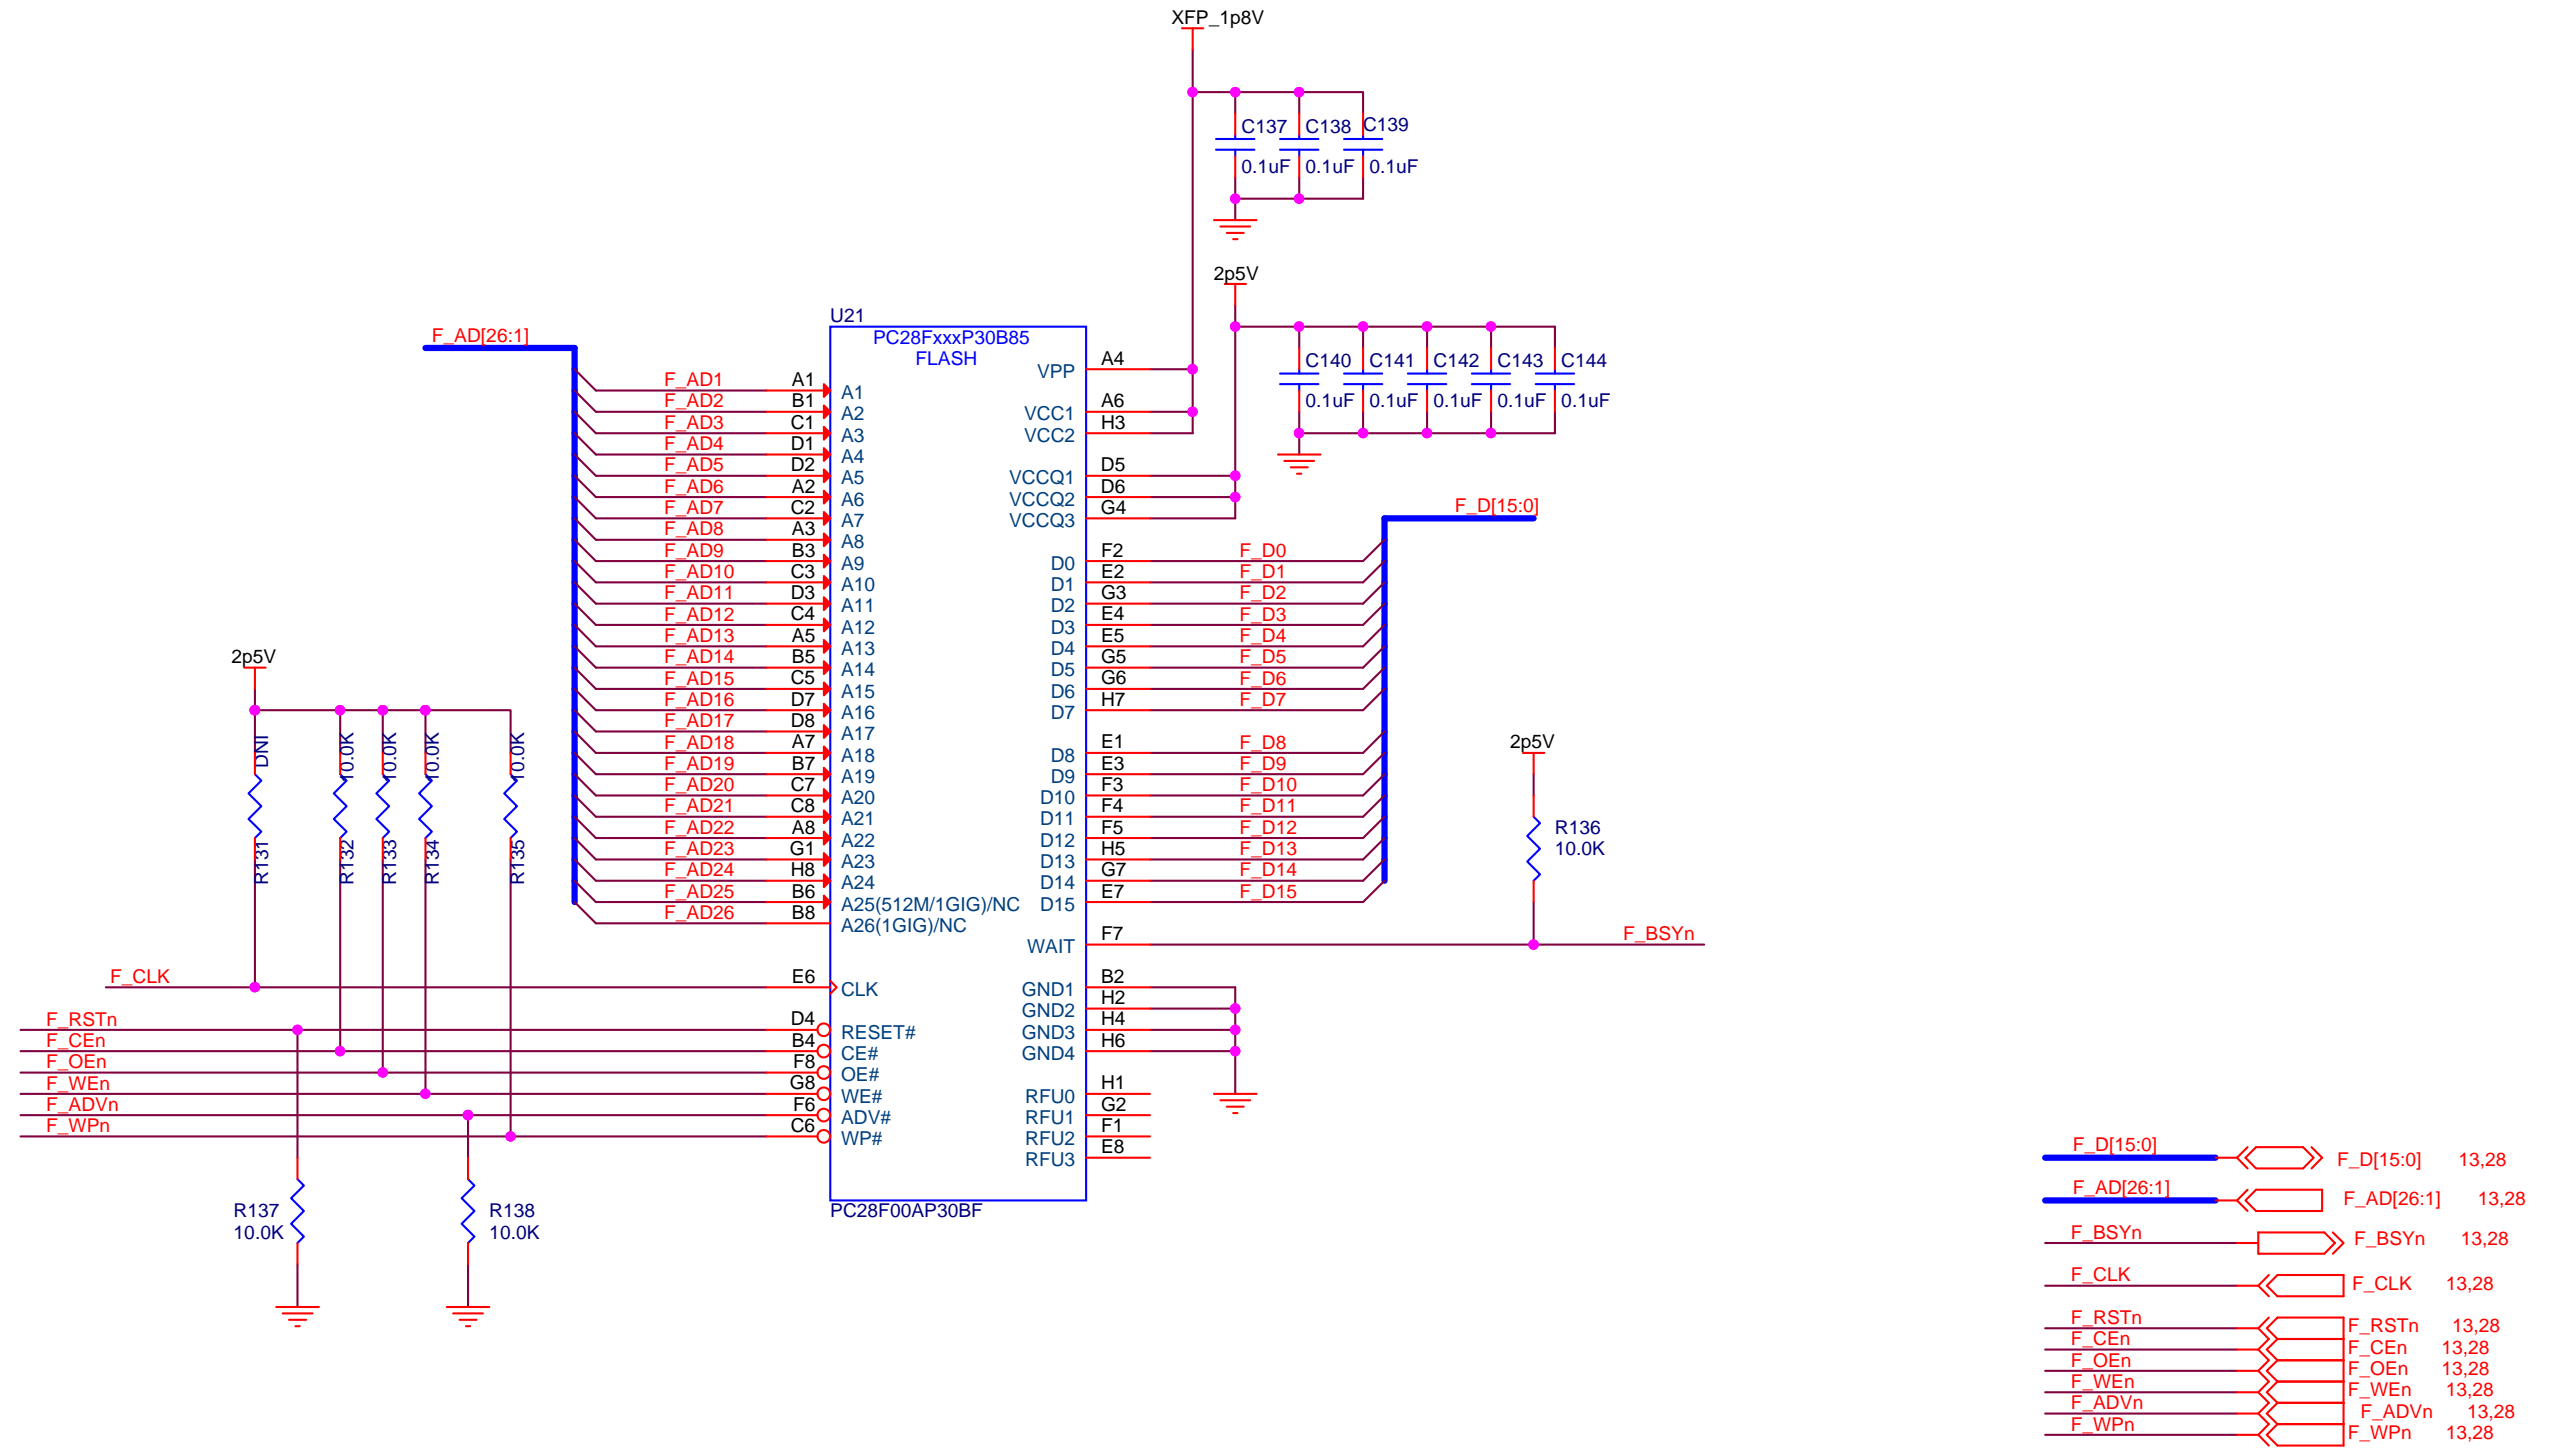 XFP_1p8V
C137 C138 C139
0.1uF 0.1uF 0.1uF
2p5V
C140 C141 C142 C143 C144
0.1uF 0.1uF 0.1uF 0.1uF 0.1uF
U21
PC28FxxxP30B85
FLASH
F_AD[26:1]
F_AD1 A1 A1
F_AD2 B1 A2
F_AD3 C1 A3
F_AD4 D1 A4
F_AD5 D2 A5
F_AD6 A2 A6
F_AD7 C2 A7
F_AD8 A3 A8
F_AD9 B3 A9
F_AD10 C3 A10
F_AD11 D3 A11
F_AD12 C4 A12
F_AD13 A5 A13
F_AD14 B5 A14
F_AD15 C5 A15
F_AD16 D7 A16
F_AD17 D8 A17
F_AD18 A7 A18
F_AD19 B7 A19
F_AD20 C7 A20
F_AD21 C8 A21
F_AD22 A8 A22
F_AD23 G1 A23
F_AD24 H8 A24
F_AD25 B6 A25(512M/1GIG)/NC
F_AD26 B8 A26(1GIG)/NC
F_CLK E6 CLK
F_RSTn D4 RESET#
F_CEn B4 CE#
F_OEn F8 OE#
F_WEn G8 WE#
F_ADVn F6 ADV#
F_WPn C6 WP#
VPP A4
VCC1 A6
VCC2 H3
VCCQ1 D5
VCCQ2 D6
VCCQ3 G4
F_D[15:0]
D0 F2 F_D0
D1 E2 F_D1
D2 G3 F_D2
D3 E4 F_D3
D4 E5 F_D4
D5 G5 F_D5
D6 G6 F_D6
D7 H7 F_D7
D8 E1 F_D8
D9 E3 F_D9
D10 F3 F_D10
D11 F4 F_D11
D12 F5 F_D12
D13 H5 F_D13
D14 G7 F_D14
D15 E7 F_D15
WAIT F7 F_BSYn
GND1 B2
GND2 H2
GND3 H4
GND4 H6
RFU0 H1
RFU1 G2
RFU2 F1
RFU3 E8
PC28F00AP30BF
2p5V
DNI 10.0K 10.0K 10.0K 10.0K
R131 R132 R133 R134 R135
2p5V
R136
10.0K
R137
10.0K
R138
10.0K
F_D[15:0] F_D[15:0] 13,28
F_AD[26:1] F_AD[26:1] 13,28
F_BSYn F_BSYn 13,28
F_CLK F_CLK 13,28
F_RSTn F_RSTn 13,28
F_CEn F_CEn 13,28
F_OEn F_OEn 13,28
F_WEn F_WEn 13,28
F_ADVn F_ADVn 13,28
F_WPn F_WPn 13,28